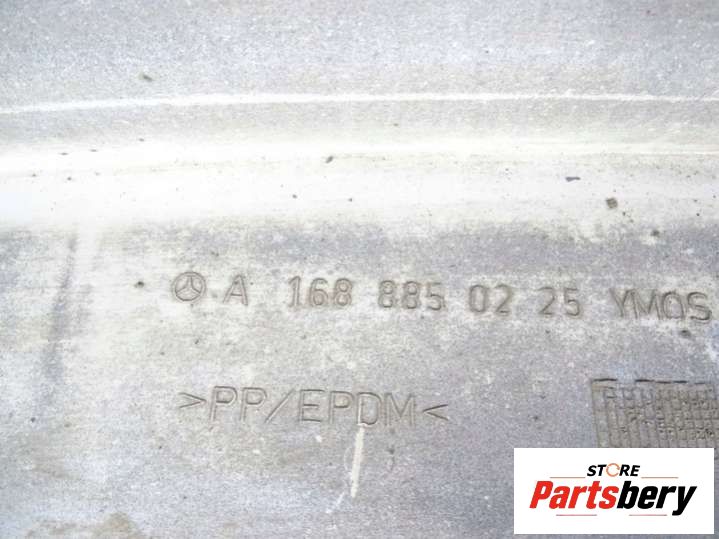 A 168 885 02 25 YMOS
>PP/EPDM<
STORE
Partsbery